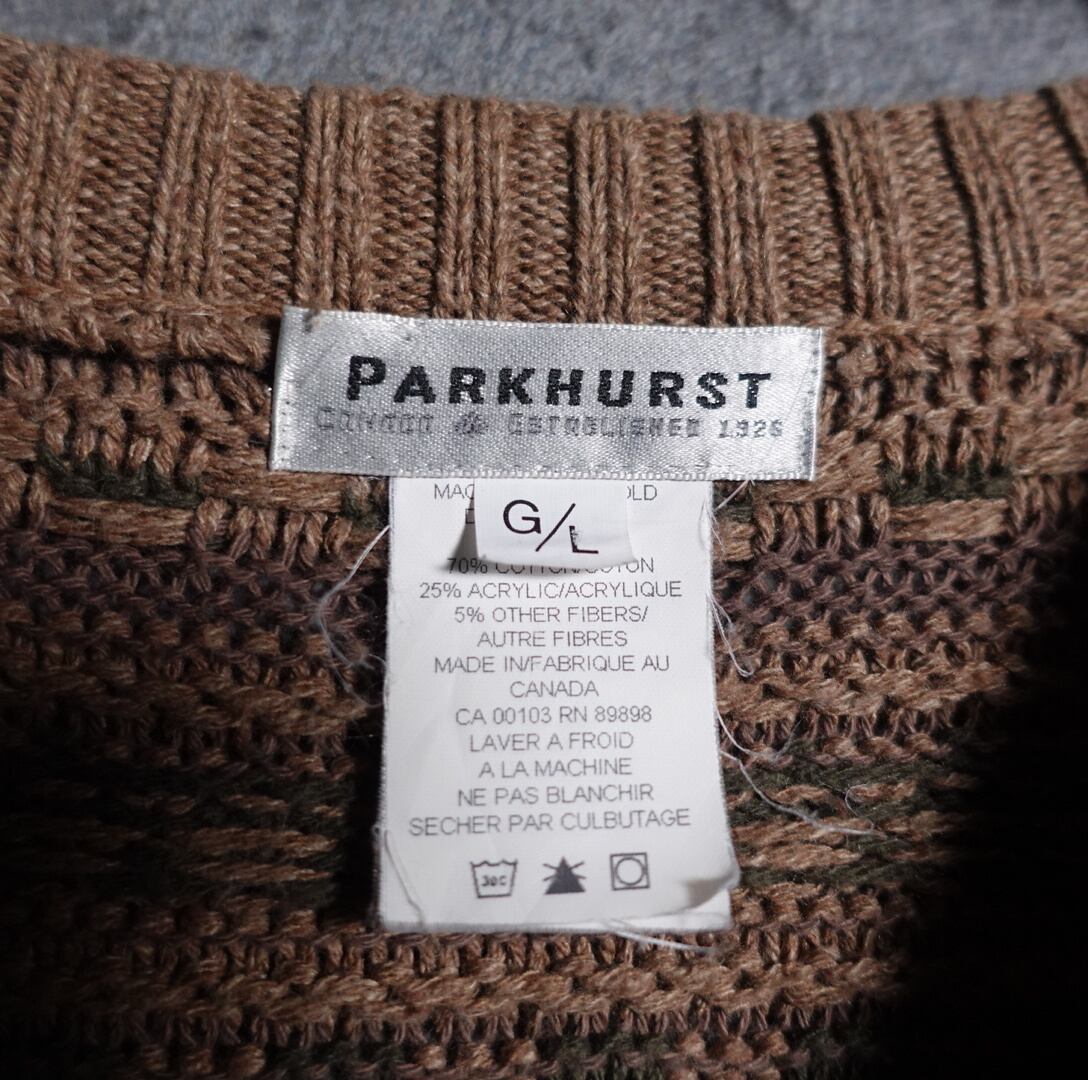 PARKHURST
CANADA ESTABLISHED 1926
G/L
70% COTTON/COTON
25% ACRYLIC/ACRYLIQUE
5% OTHER FIBERS/
AUTRE FIBRES
MADE IN/FABRIQUE AU
CANADA
CA 00103 RN 89898
LAVER A FROID
A LA MACHINE
NE PAS BLANCHIR
SECHER PAR CULBUTAGE
30C